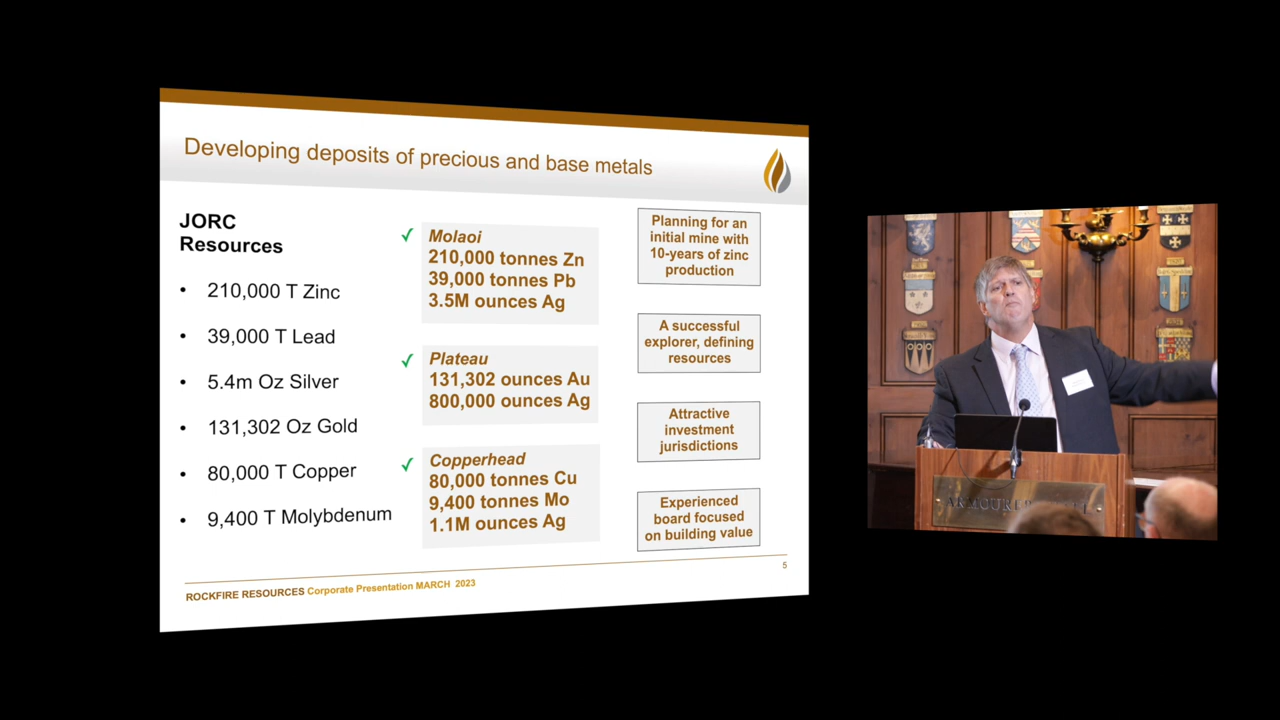 Developing deposits of precious and base metals
JORC
Resources
• 210,000 T Zinc
• 39,000 T Lead
• 5.4m Oz Silver
• 131,302 Oz Gold
• 80,000 T Copper
• 9,400 T Molybdenum
✓ Molaoi
210,000 tonnes Zn
39,000 tonnes Pb
3.5M ounces Ag
✓ Plateau
131,302 ounces Au
800,000 ounces Ag
✓ Copperhead
80,000 tonnes Cu
9,400 tonnes Mo
1.1M ounces Ag
Planning for an
initial mine with
10-years of zinc
production
A successful
explorer, defining
resources
Attractive
investment
jurisdictions
Experienced
board focused
on building value
5
ROCKFIRE RESOURCES Corporate Presentation MARCH 2023